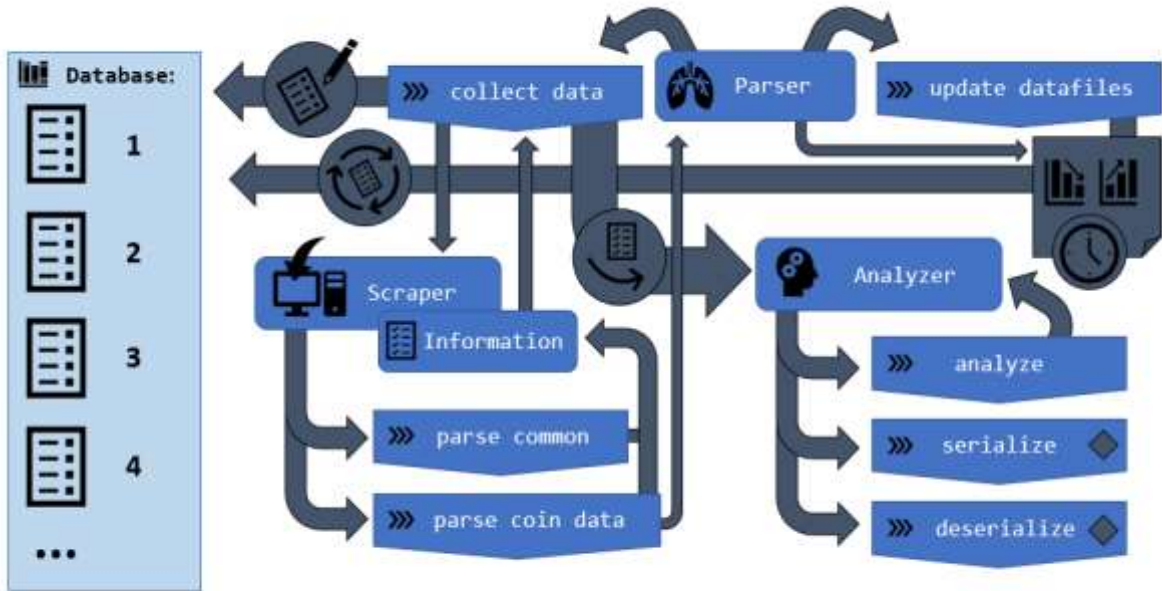 Database:
1
2
3
4
...
collect data
Parser
update datafiles
Scraper
Information
Analyzer
parse common
parse coin data
analyze
serialize
deserialize